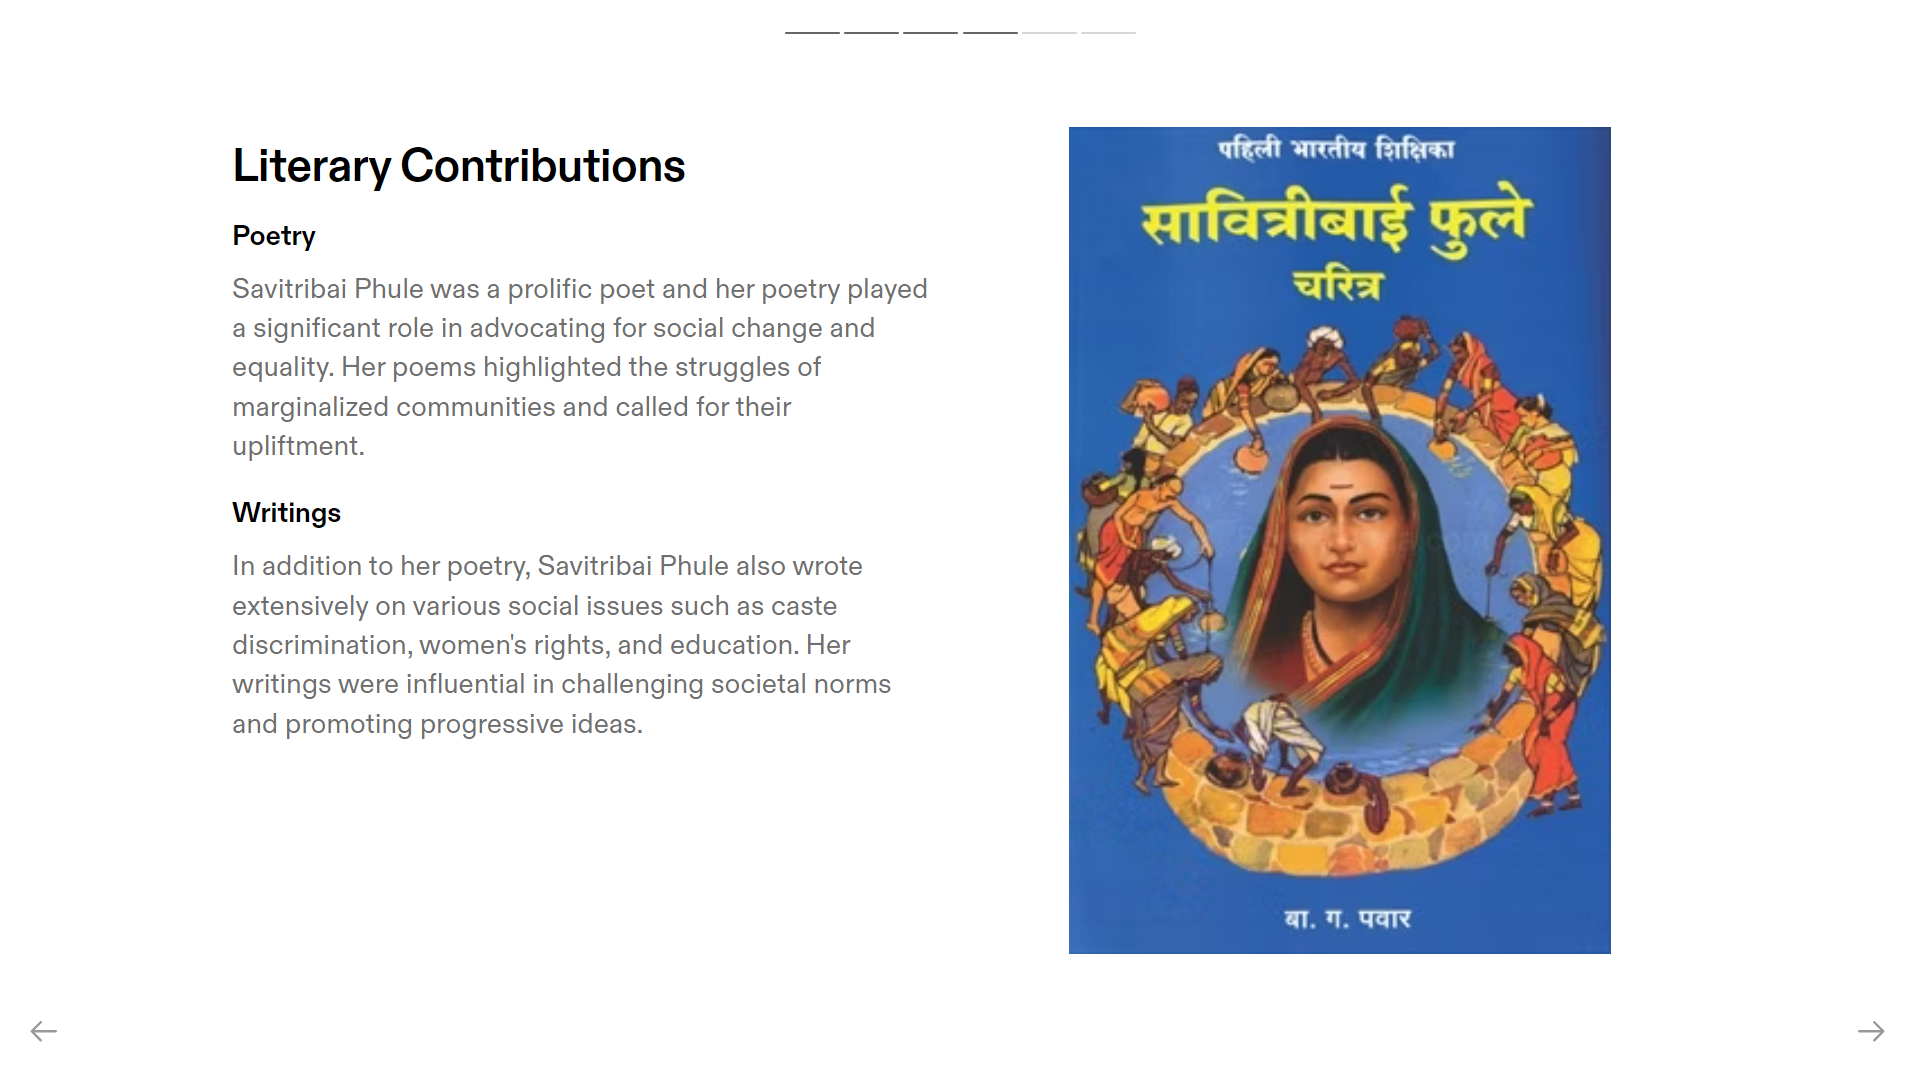 Literary Contributions
Poetry
Savitribai Phule was a prolific poet and her poetry played
a significant role in advocating for social change and
equality. Her poems highlighted the struggles of
marginalized communities and called for their
upliftment.
Writings
In addition to her poetry, Savitribai Phule also wrote
extensively on various social issues such as caste
discrimination, women's rights, and education. Her
writings were influential in challenging societal norms
and promoting progressive ideas.
पहिली भारतीय शिक्षिका
सावित्रीबाई फुले
चरित्र
बा. ग. पवार